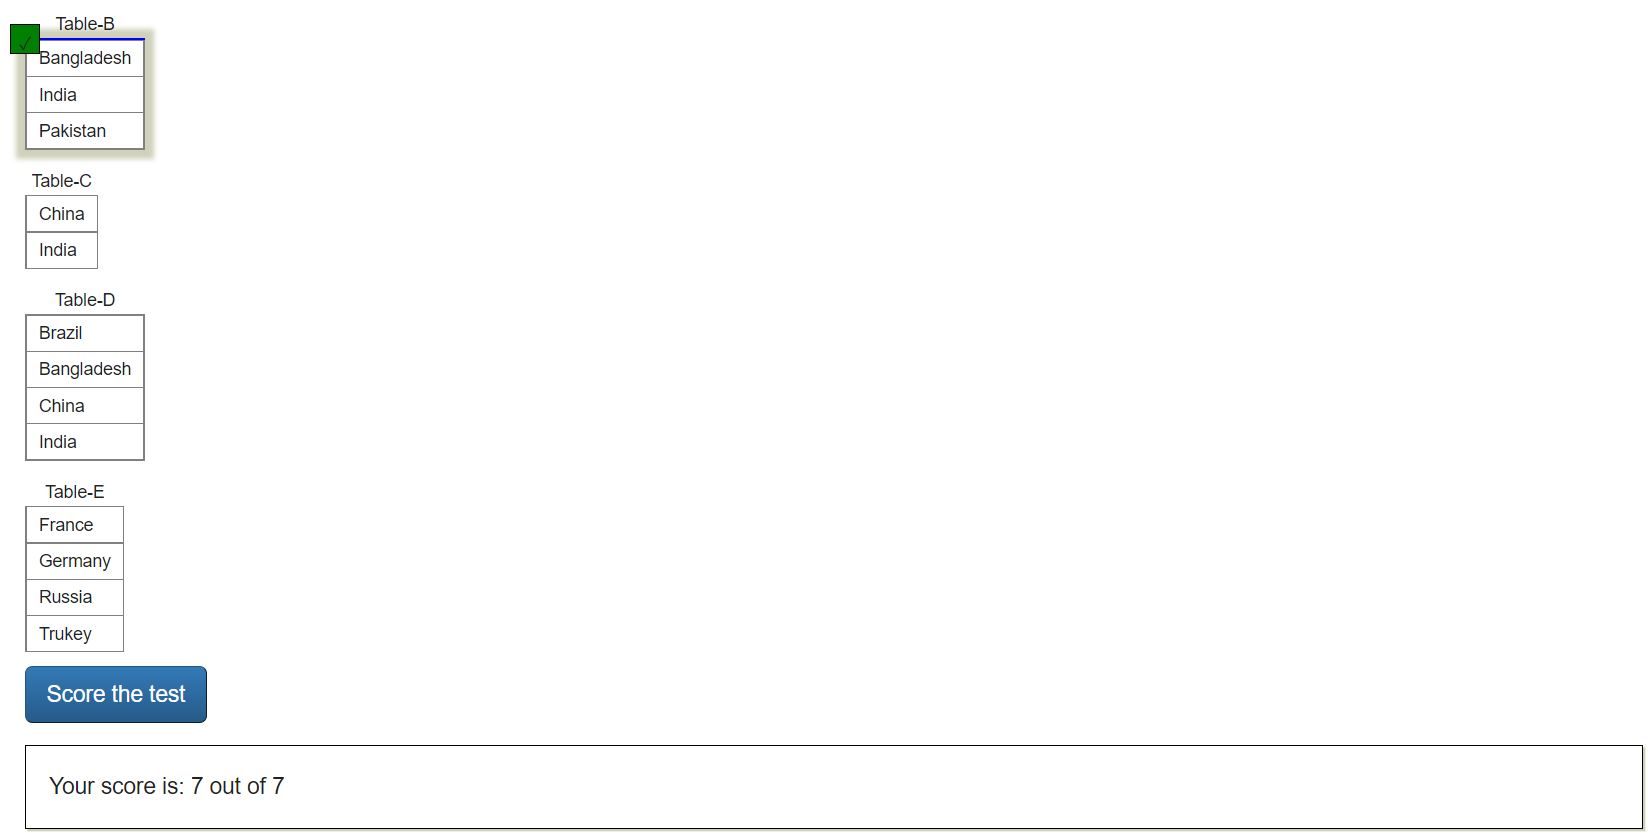 Table-B
✓
Bangladesh
India
Pakistan
Table-C
China
India
Table-D
Brazil
Bangladesh
China
India
Table-E
France
Germany
Russia
Trukey
Score the test
Your score is: 7 out of 7